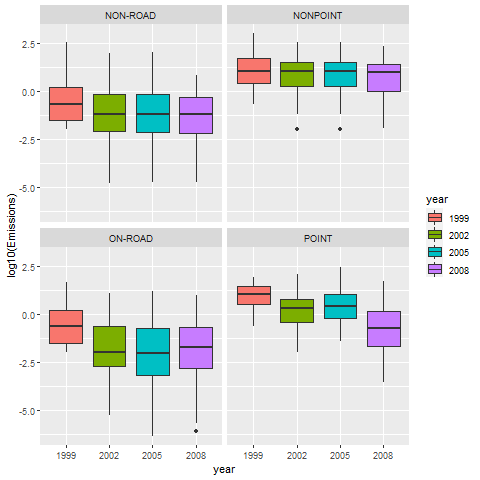 NON-ROAD
NONPOINT
2.5
0.0
-2.5
-5.0
ON-ROAD
POINT
2.5
0.0
-2.5
-5.0
1999 2002 2005 2008
1999 2002 2005 2008
year
log10(Emissions)
year
1999
2002
2005
2008